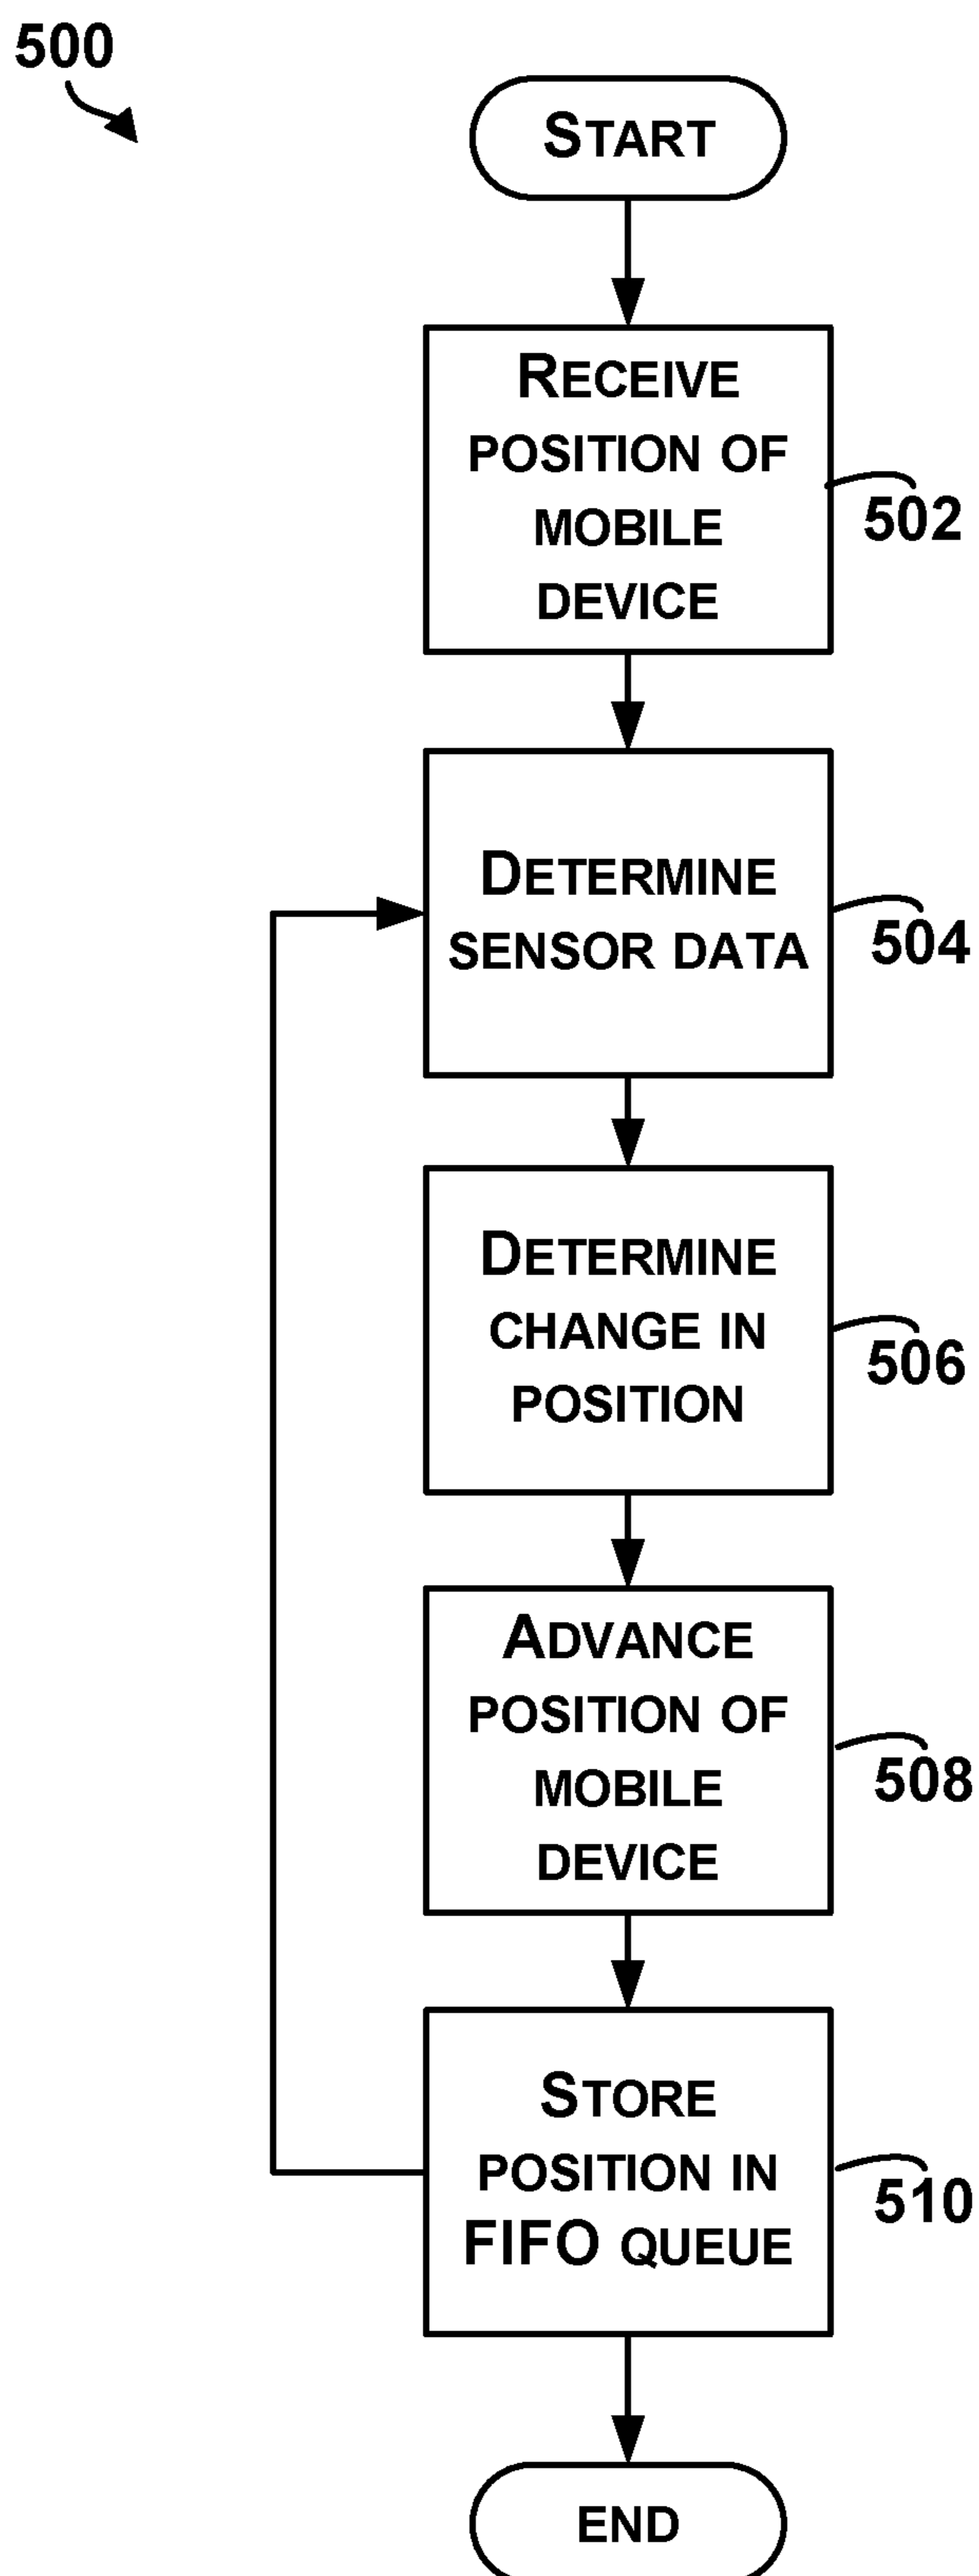 500
START
RECEIVE
POSITION OF
MOBILE
DEVICE
502
DETERMINE
SENSOR DATA
504
DETERMINE
CHANGE IN
POSITION
506
ADVANCE
POSITION OF
MOBILE
DEVICE
508
STORE
POSITION IN
FIFO QUEUE
510
END